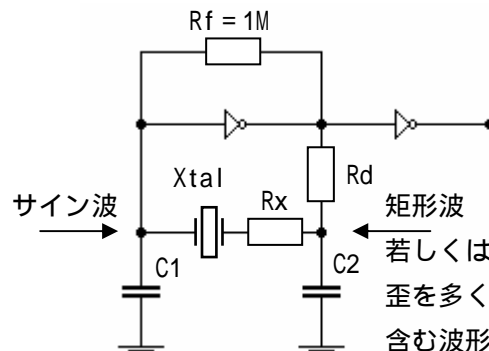 Rf = 1M
Xtal
Rx
Rd
サイン波
矩形波
若しくは
歪を多く
含む波形
C1
C2